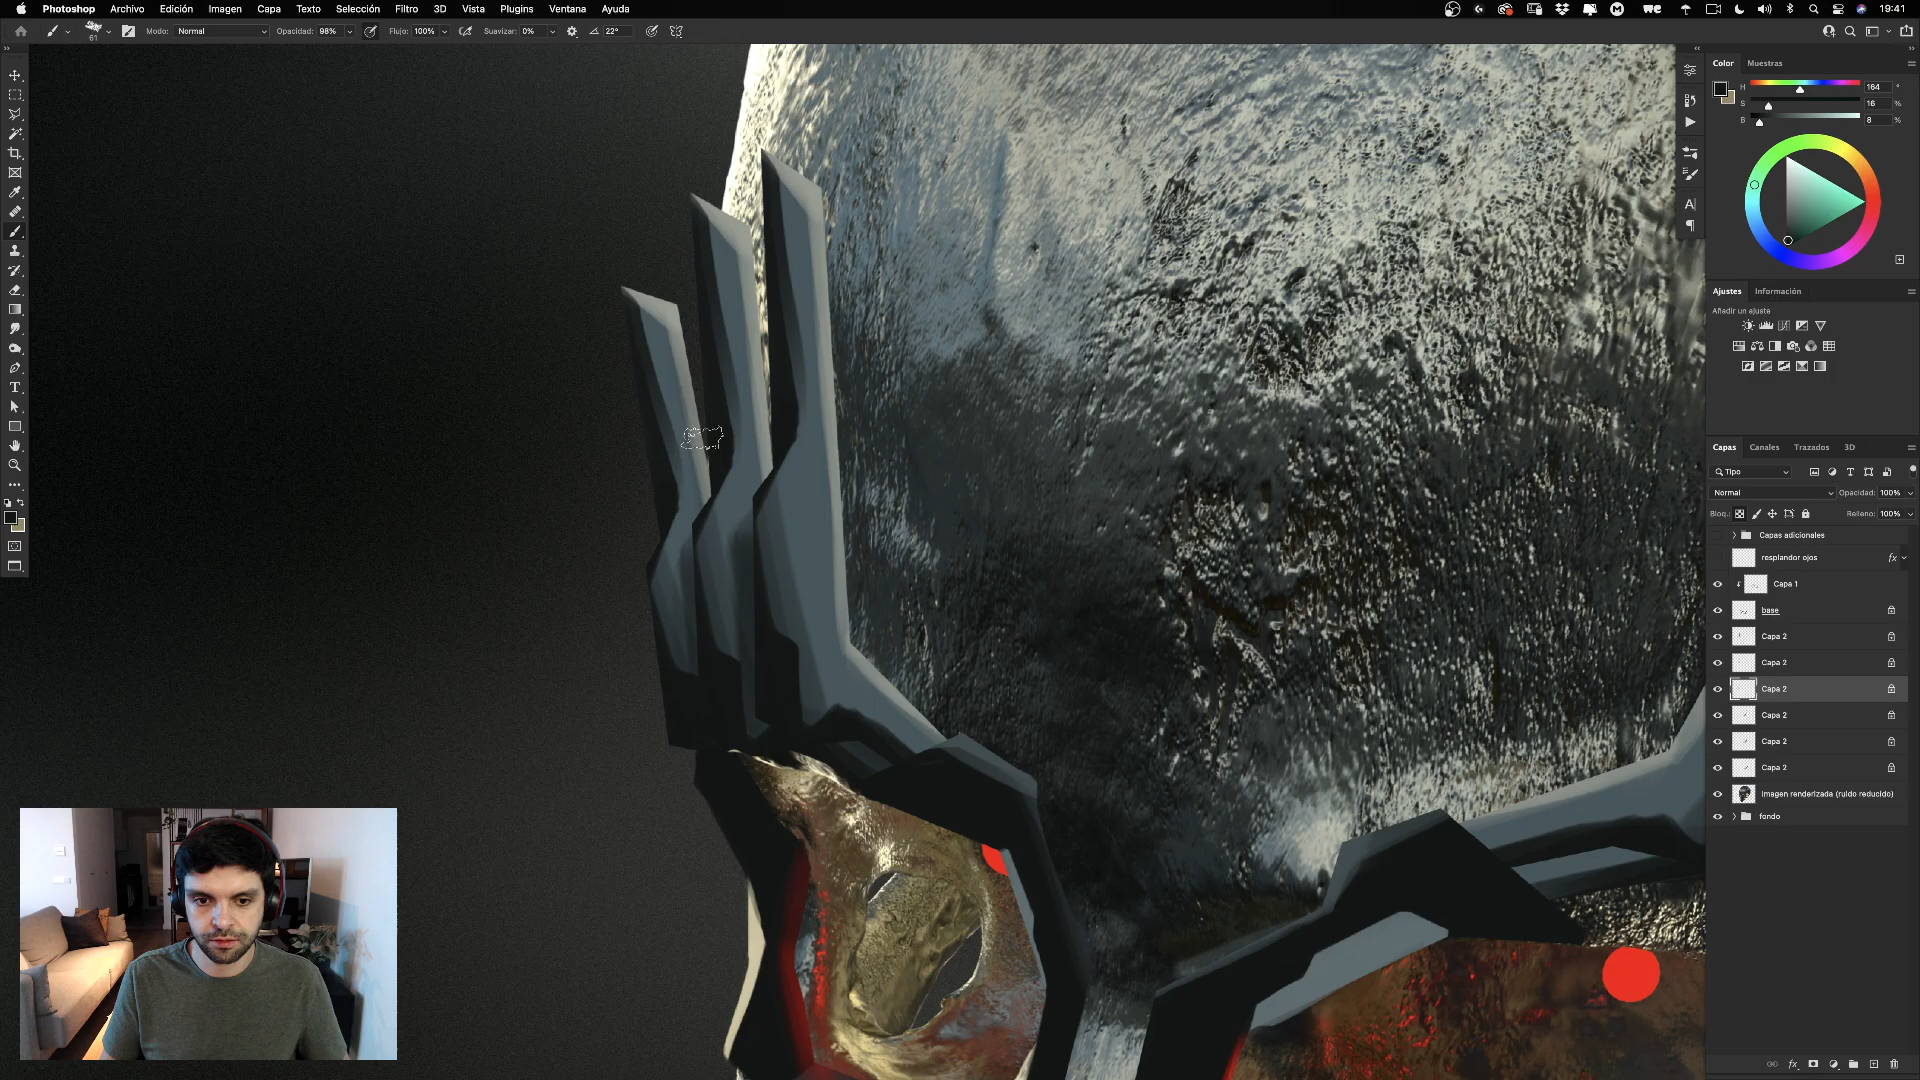 Photoshop Archivo Edición Imagen Capa Texto Selección Filtro 3D Vista Plugins Ventana Ayuda 19:41
61 Modo: Normal Opacidad: 98% Flujo: 100% Suavizar: 0% 22°
Color Muestras
H 164 °
S 16 %
B 8 %
Ajustes Información
Añadir un ajuste
Capas Canales Trazados 3D
Tipo
Normal Opacidad: 100%
Bloq.: Relleno: 100%
Capas adicionales
resplandor ojos fx
Capa 1
base
Capa 2
Capa 2
Capa 2
Capa 2
Capa 2
Capa 2
Imagen renderizada (ruido reducido)
fondo
fx